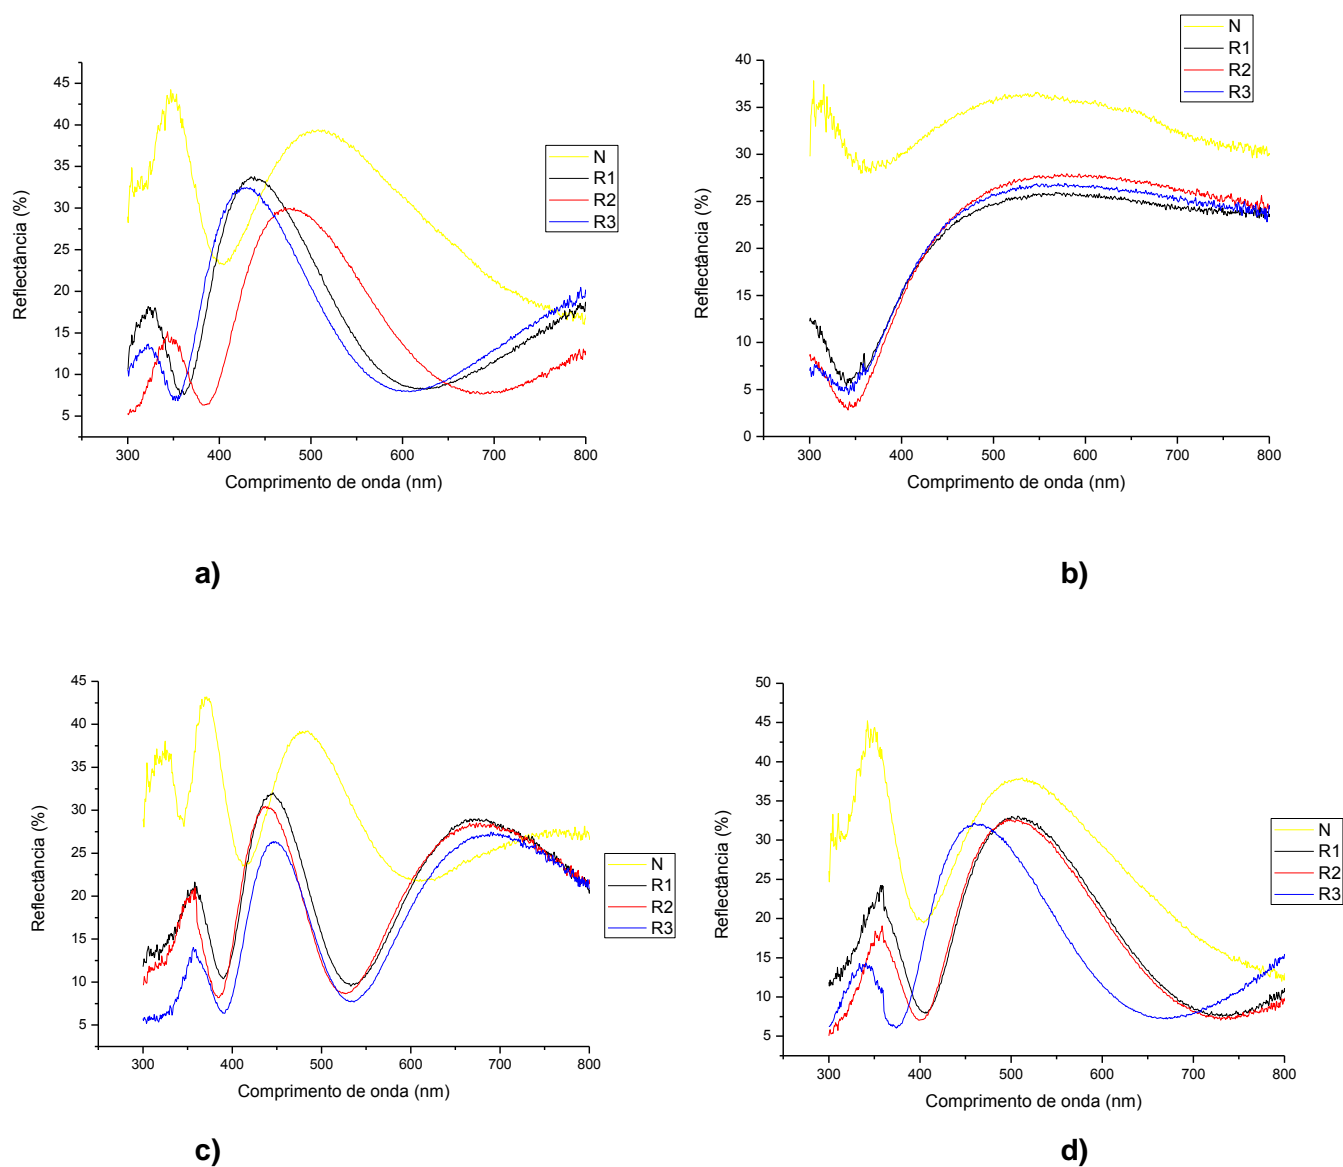 N
R1
R2
R3
45
40
35
30
25
20
15
10
5
Reflectância (%)
300 400 500 600 700 800
Comprimento de onda (nm)
a)
N
R1
R2
R3
40
35
30
25
20
15
10
5
0
Reflectância (%)
300 400 500 600 700 800
Comprimento de onda (nm)
b)
45
40
35
30
25
20
15
10
5
Reflectância (%)
N
R1
R2
R3
300 400 500 600 700 800
Comprimento de onda (nm)
c)
50
45
40
35
30
25
20
15
10
5
Reflectância (%)
N
R1
R2
R3
300 400 500 600 700 800
Comprimento de onda (nm)
d)